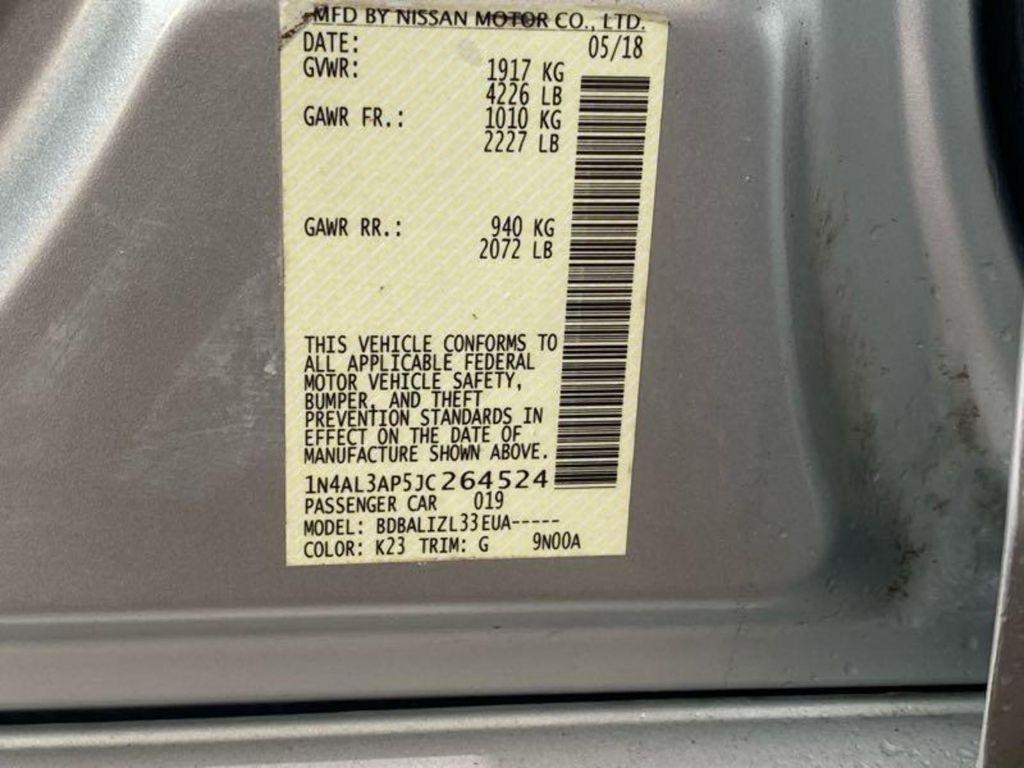 MFD BY NISSAN MOTOR CO., LTD.
DATE: 05/18
GVWR: 1917 KG
4226 LB
GAWR FR.: 1010 KG
2227 LB
GAWR RR.: 940 KG
2072 LB
THIS VEHICLE CONFORMS TO
ALL APPLICABLE FEDERAL
MOTOR VEHICLE SAFETY,
BUMPER, AND THEFT
PREVENTION STANDARDS IN
EFFECT ON THE DATE OF
MANUFACTURE SHOWN ABOVE.
1N4AL3AP5JC264524
PASSENGER CAR 019
MODEL: BDBALIZL33EUA-----
COLOR: K23 TRIM: G 9N00A